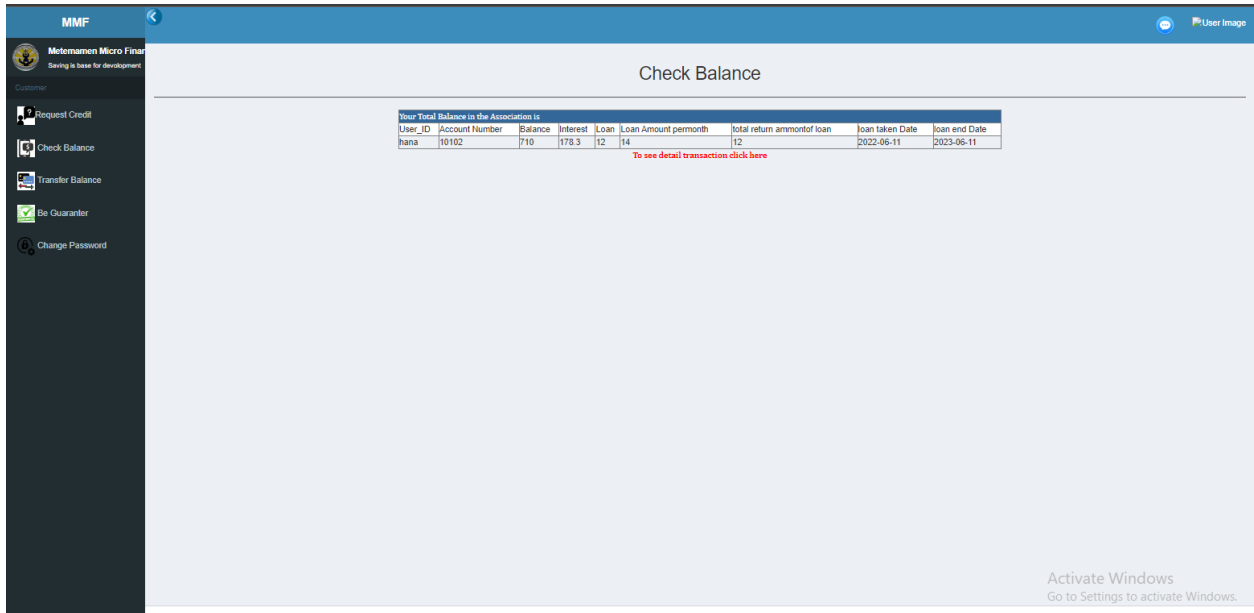 MMF
User Image
Metemamen Micro Finan
Saving is base for devolopment
Customer
Request Credit
Check Balance
Transfer Balance
Be Guaranter
Change Password
Check Balance
Your Total Balance in the Association is
User_ID Account Number Balance Interest Loan Loan Amount permonth total return ammontof loan loan taken Date loan end Date
hana 10102 710 178.3 12 14 12 2022-06-11 2023-06-11
To see detail transaction click here
Activate Windows
Go to Settings to activate Windows.